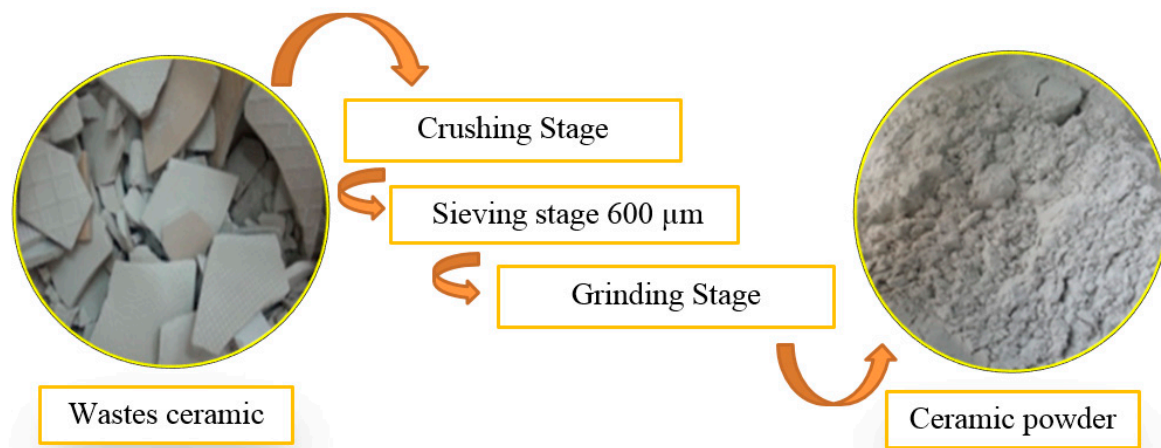 Crushing Stage
Sieving stage 600 µm
Grinding Stage
Wastes ceramic
Ceramic powder